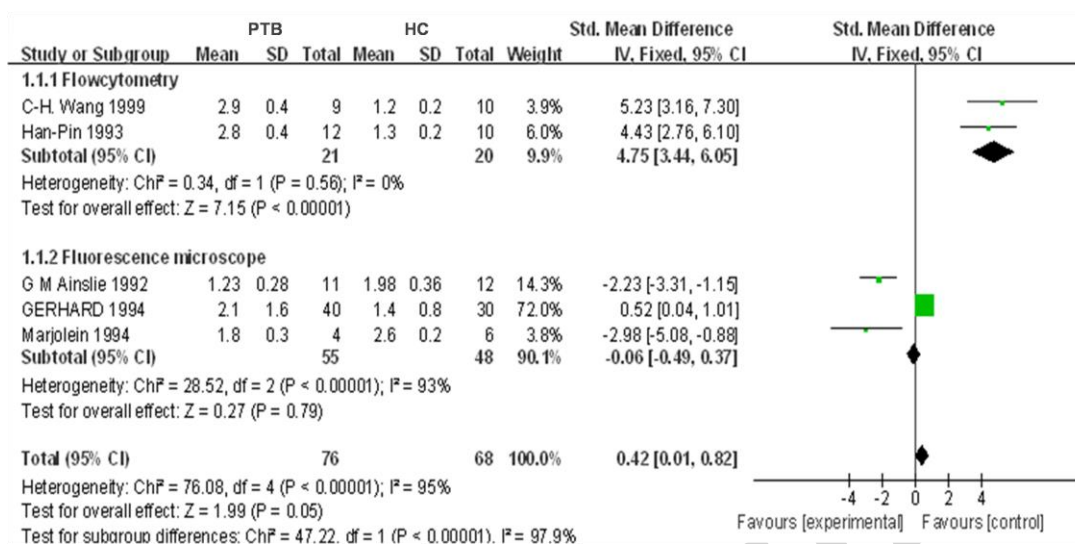 PTB HC Std. Mean Difference Std. Mean Difference
Study or Subgroup Mean SD Total Mean SD Total Weight IV, Fixed, 95% CI IV, Fixed, 95% CI
1.1.1 Flowcytometry
C-H. Wang 1999 2.9 0.4 9 1.2 0.2 10 3.9% 5.23 [3.16, 7.30]
Han-Pin 1993 2.8 0.4 12 1.3 0.2 10 6.0% 4.43 [2.76, 6.10]
Subtotal (95% CI) 21 20 9.9% 4.75 [3.44, 6.05]
Heterogeneity: Chi² = 0.34, df = 1 (P = 0.56); I² = 0%
Test for overall effect: Z = 7.15 (P < 0.00001)
1.1.2 Fluorescence microscope
G M Ainslie 1992 1.23 0.28 11 1.98 0.36 12 14.3% -2.23 [-3.31, -1.15]
GERHARD 1994 2.1 1.6 40 1.4 0.8 30 72.0% 0.52 [0.04, 1.01]
Marjolein 1994 1.8 0.3 4 2.6 0.2 6 3.8% -2.98 [-5.08, -0.88]
Subtotal (95% CI) 55 48 90.1% -0.06 [-0.49, 0.37]
Heterogeneity: Chi² = 28.52, df = 2 (P < 0.00001); I² = 93%
Test for overall effect: Z = 0.27 (P = 0.79)
Total (95% CI) 76 68 100.0% 0.42 [0.01, 0.82]
Heterogeneity: Chi² = 76.08, df = 4 (P < 0.00001); I² = 95%
Test for overall effect: Z = 1.99 (P = 0.05)
Test for subgroup differences: Chi² = 47.22, df = 1 (P < 0.00001), I² = 97.9%
-4 -2 0 2 4
Favours [experimental] Favours [control]